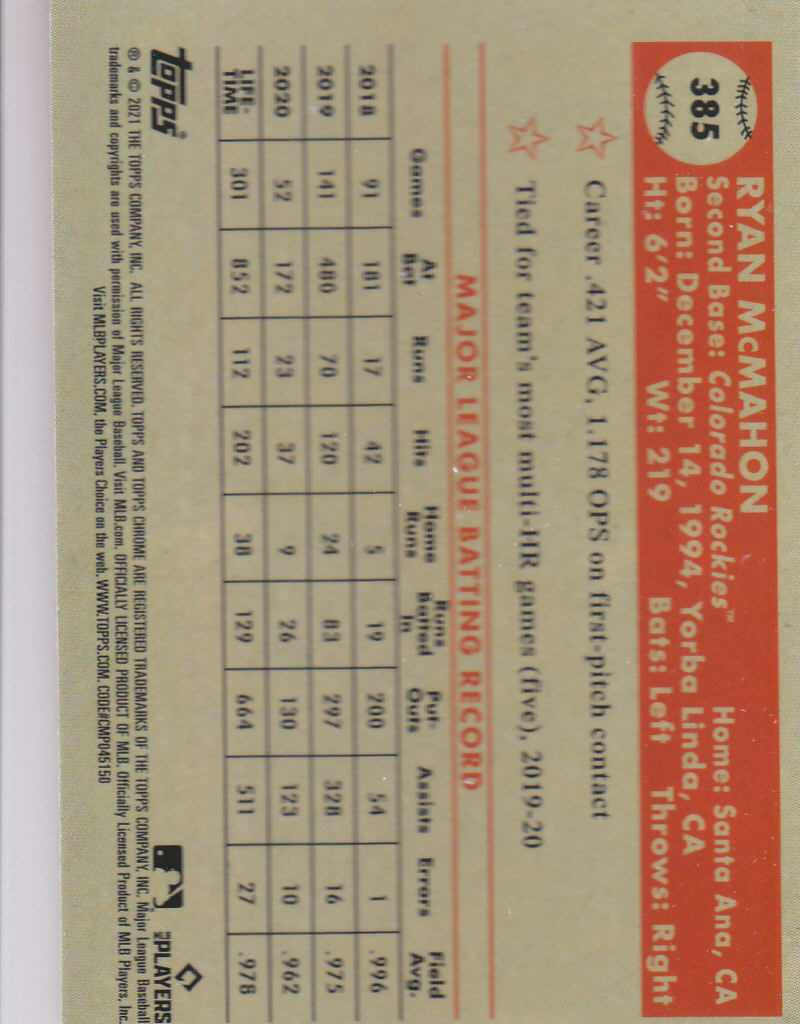 385
RYAN McMAHON
Second Base: Colorado Rockies™ Home: Santa Ana, CA
Born: December 14, 1994, Yorba Linda, CA
Ht: 6'2" Wt: 219 Bats: Left Throws: Right
Career .421 AVG, 1.178 OPS on first-pitch contact
Tied for team's most multi-HR games (five), 2019-20
MAJOR LEAGUE BATTING RECORD
Games At Bat Runs Hits Home Runs Runs Batted In Put-Outs Assists Errors Field Avg.
2018 91 181 17 42 5 19 200 54 1 .996
2019 141 480 70 120 24 83 297 328 16 .975
2020 52 172 23 37 9 26 130 123 10 .962
LIFE-TIME 301 852 112 202 38 129 664 511 27 .978
topps
MLB PLAYERS
® & © 2021 THE TOPPS COMPANY, INC. ALL RIGHTS RESERVED. TOPPS AND TOPPS CHROME ARE REGISTERED TRADEMARKS OF THE TOPPS COMPANY, INC. Major League Baseball
trademarks and copyrights are used with permission of Major League Baseball. Visit MLB.com. OFFICIALLY LICENSED PRODUCT OF MLB. Officially Licensed Product of MLB Players, Inc.
Visit MLBPLAYERS.COM, the Players Choice on the web. WWW.TOPPS.COM. CODE#CMP045150